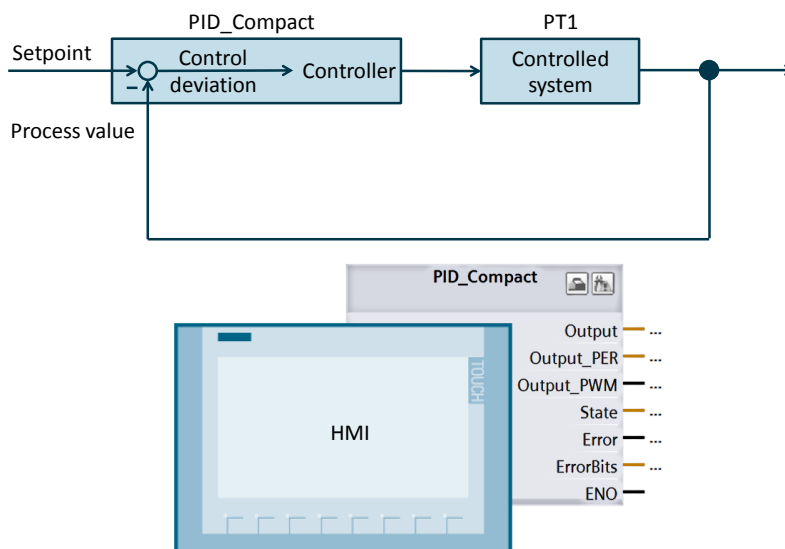 PID_Compact
PT1
Setpoint
Control
deviation
Controller
Controlled
system
–
Process value
PID_Compact
Output
...
Output_PER
...
Output_PWM
...
State
...
Error
...
ErrorBits
...
ENO
TOUCH
HMI